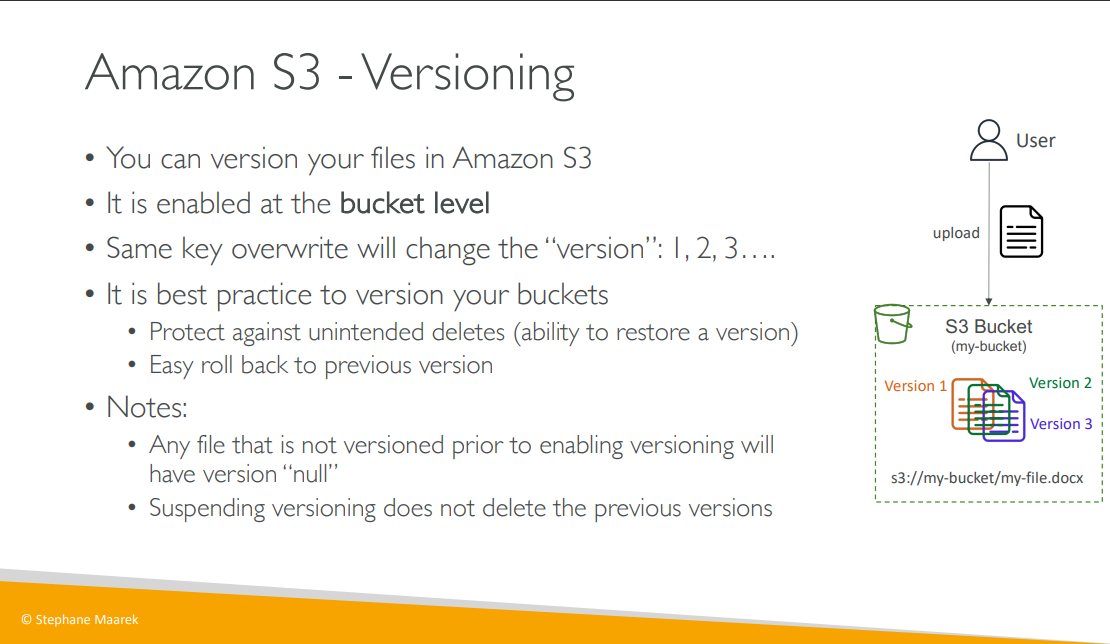 Amazon S3 - Versioning
• You can version your files in Amazon S3
• It is enabled at the bucket level
• Same key overwrite will change the “version”: 1, 2, 3….
• It is best practice to version your buckets
• Protect against unintended deletes (ability to restore a version)
• Easy roll back to previous version
• Notes:
• Any file that is not versioned prior to enabling versioning will
have version “null”
• Suspending versioning does not delete the previous versions
User
upload
S3 Bucket
(my-bucket)
Version 1
Version 2
Version 3
s3://my-bucket/my-file.docx
© Stephane Maarek